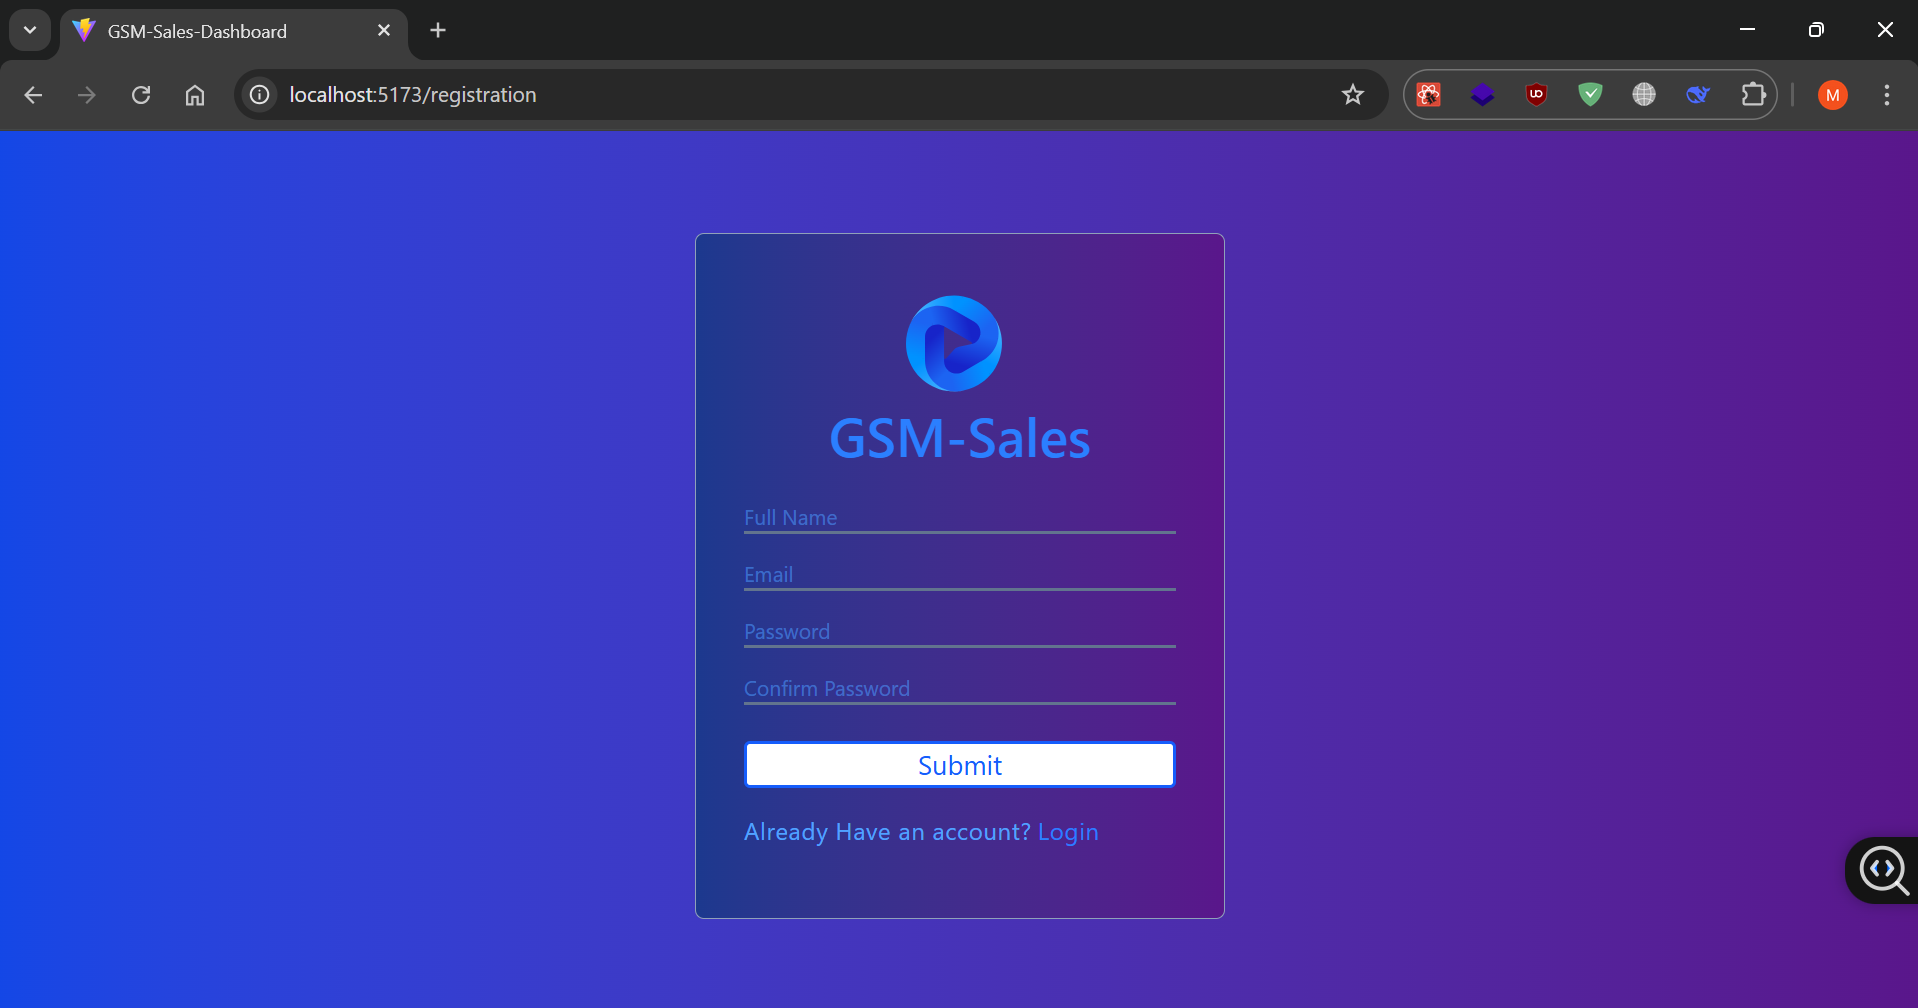 GSM-Sales-Dashboard
localhost:5173/registration
UO
M
GSM-Sales
Full Name
Email
Password
Confirm Password
Submit
Already Have an account? Login